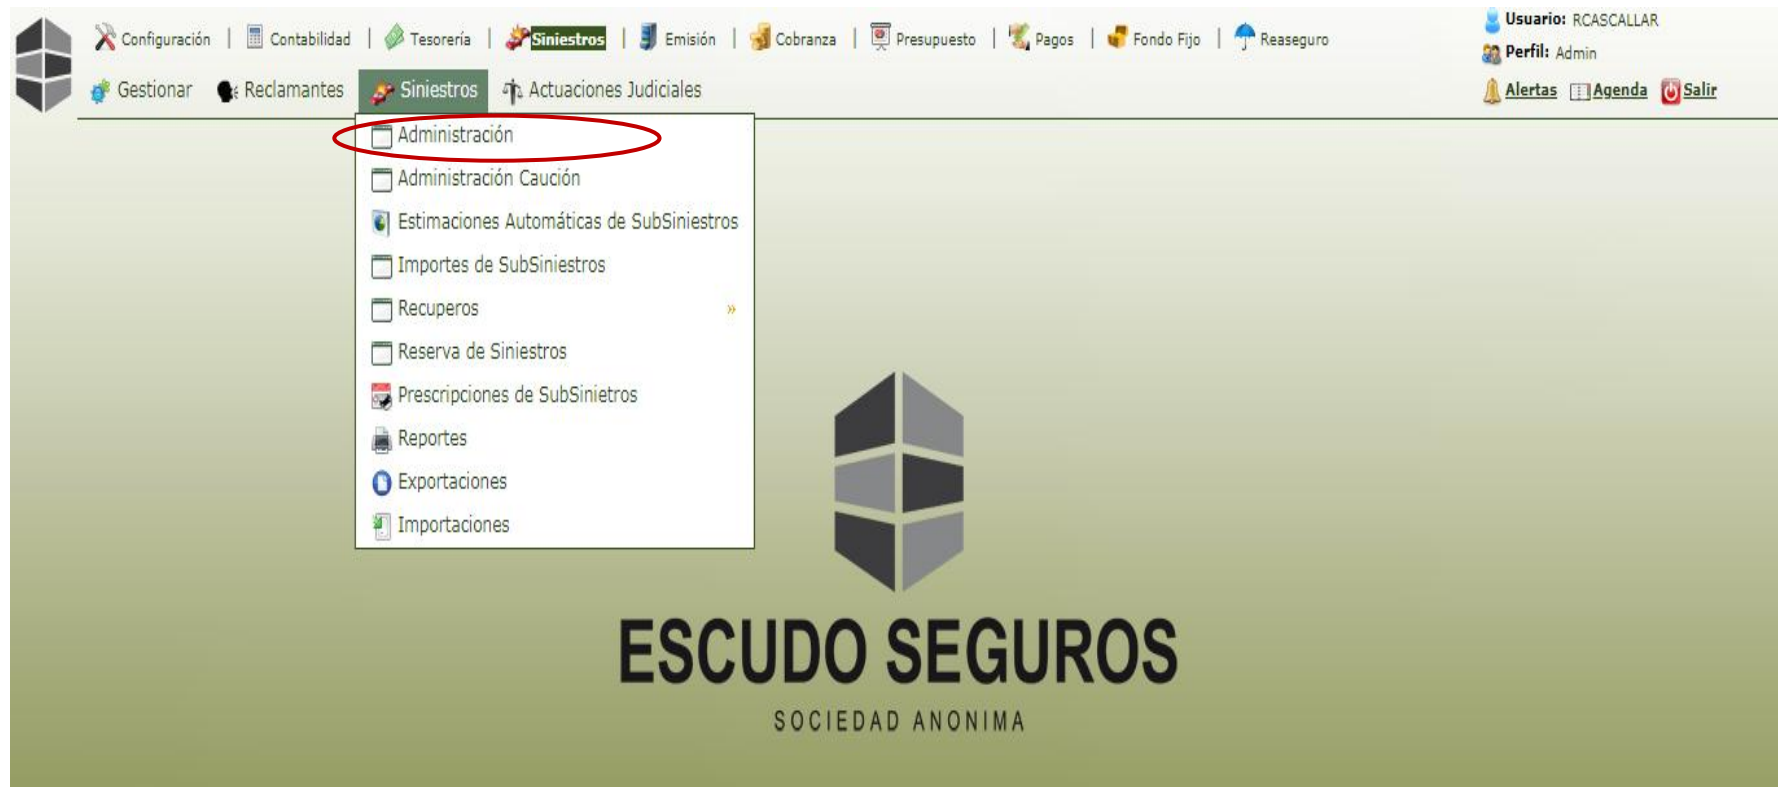 Configuración | Contabilidad | Tesorería | Siniestros | Emisión | Cobranza | Presupuesto | Pagos | Fondo Fijo | Reaseguro
Usuario: RCASCALLAR
Perfil: Admin
Alertas Agenda Salir
Gestionar Reclamantes Siniestros Actuaciones Judiciales
Administración
Administración Caución
Estimaciones Automáticas de SubSiniestros
Importes de SubSiniestros
Recuperos »
Reserva de Siniestros
Prescripciones de SubSinietros
Reportes
Exportaciones
Importaciones
ESCUDO SEGUROS
SOCIEDAD ANONIMA